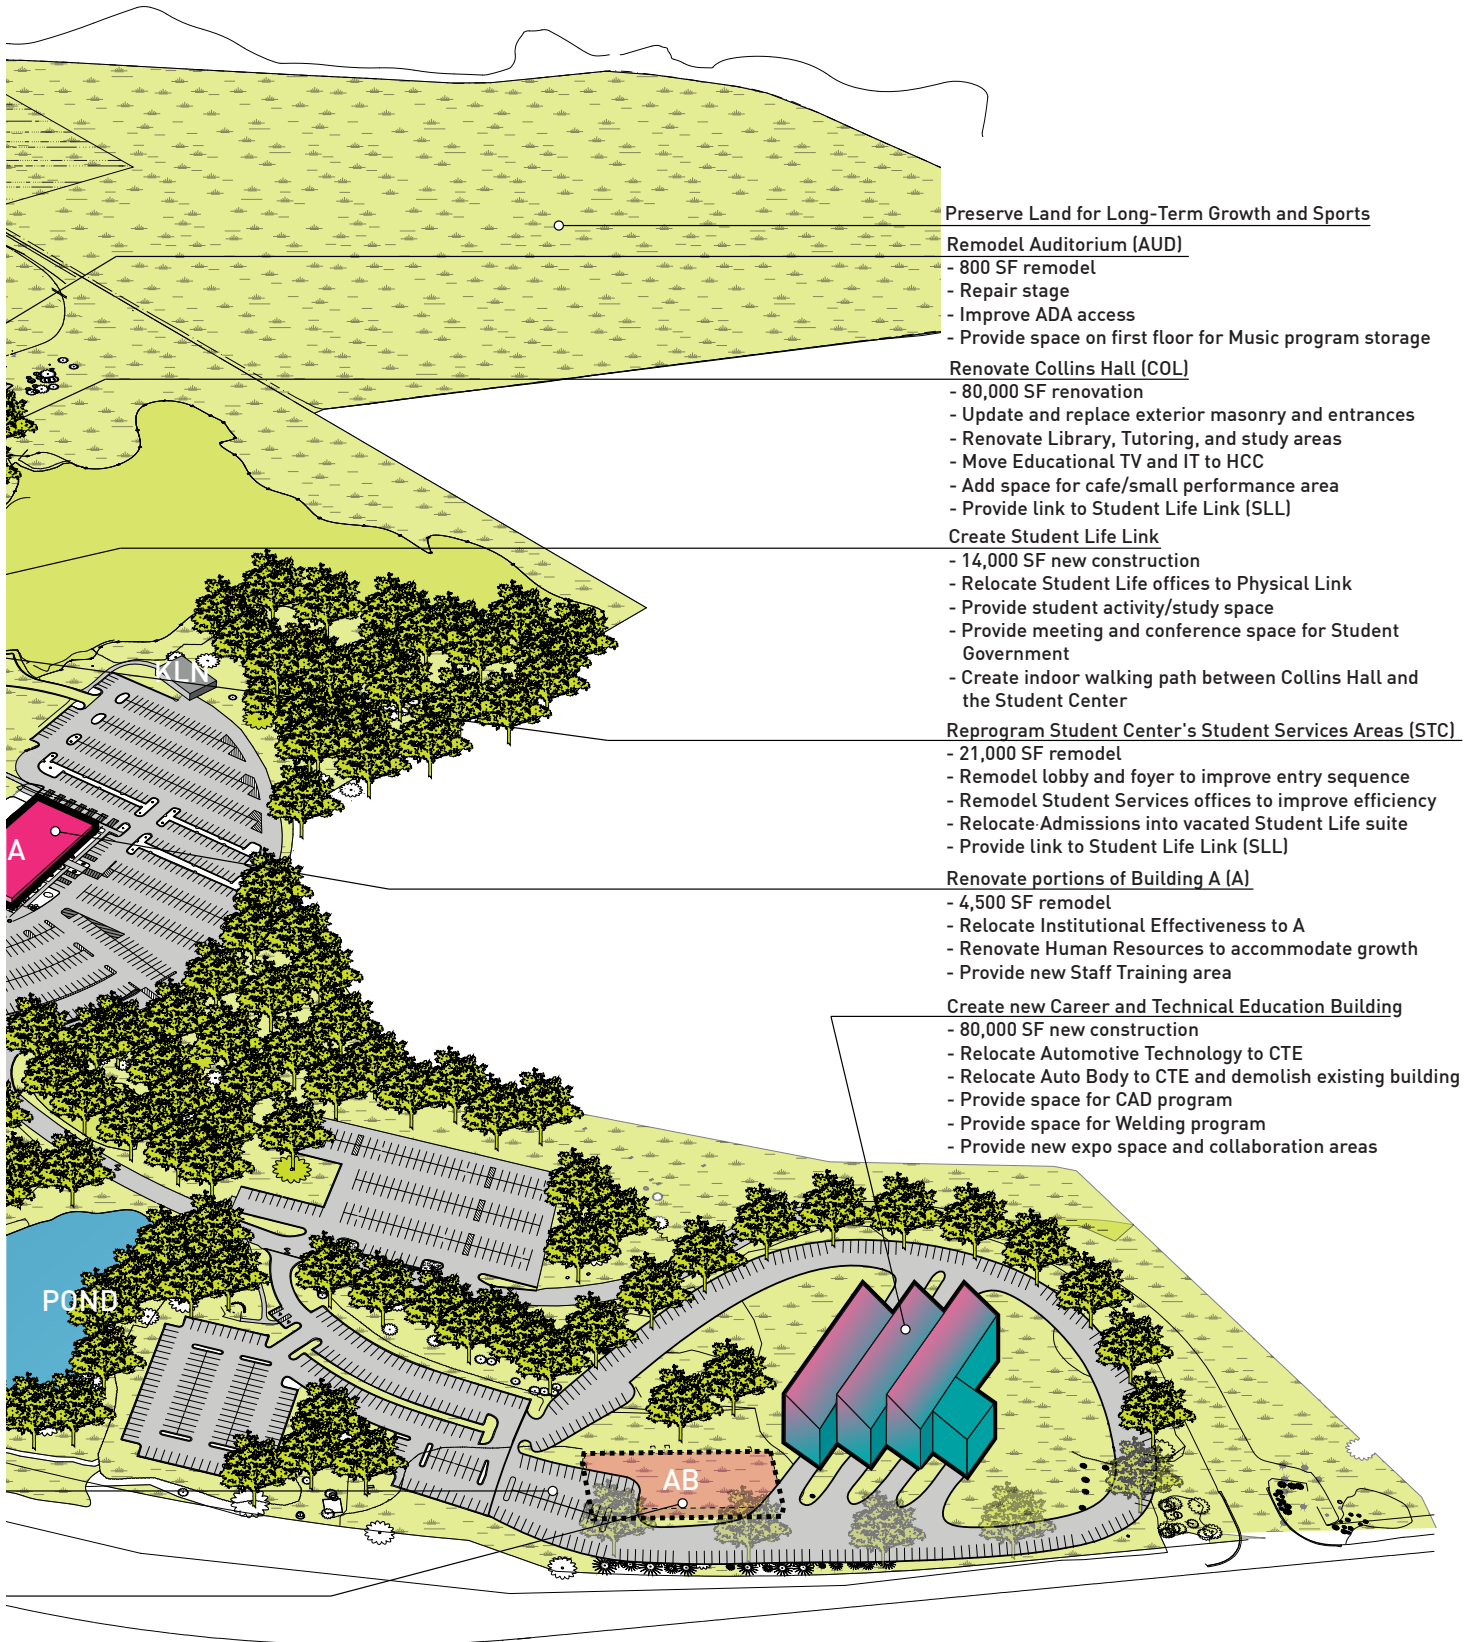 Preserve Land for Long-Term Growth and Sports
Remodel Auditorium (AUD)
- 800 SF remodel
- Repair stage
- Improve ADA access
- Provide space on first floor for Music program storage
Renovate Collins Hall (COL)
- 80,000 SF renovation
- Update and replace exterior masonry and entrances
- Renovate Library, Tutoring, and study areas
- Move Educational TV and IT to HCC
- Add space for cafe/small performance area
- Provide link to Student Life Link (SLL)
Create Student Life Link
- 14,000 SF new construction
- Relocate Student Life offices to Physical Link
- Provide student activity/study space
- Provide meeting and conference space for Student
Government
- Create indoor walking path between Collins Hall and
the Student Center
KLN
Reprogram Student Center's Student Services Areas (STC)
- 21,000 SF remodel
- Remodel lobby and foyer to improve entry sequence
- Remodel Student Services offices to improve efficiency
- Relocate Admissions into vacated Student Life suite
- Provide link to Student Life Link (SLL)
A
Renovate portions of Building A (A)
- 4,500 SF remodel
- Relocate Institutional Effectiveness to A
- Renovate Human Resources to accommodate growth
- Provide new Staff Training area
Create new Career and Technical Education Building
- 80,000 SF new construction
- Relocate Automotive Technology to CTE
- Relocate Auto Body to CTE and demolish existing building
- Provide space for CAD program
- Provide space for Welding program
- Provide new expo space and collaboration areas
POND
AB